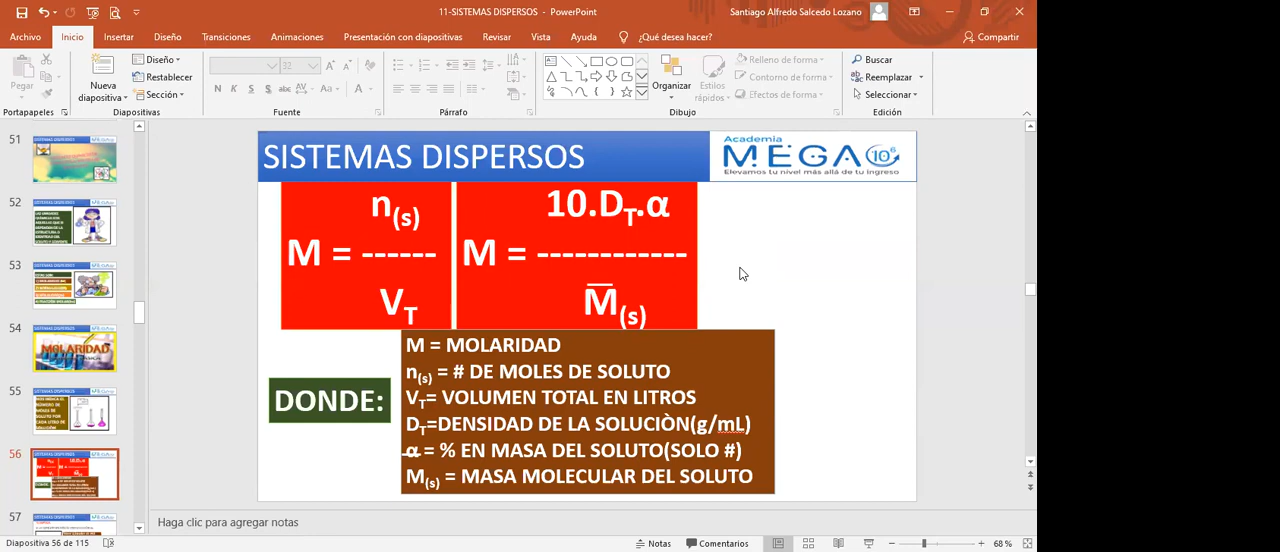 11-SISTEMAS DISPERSOS - PowerPoint
Santiago Alfredo Salcedo Lozano
Archivo Inicio Insertar Diseño Transiciones Animaciones Presentación con diapositivas Revisar Vista Ayuda ¿Qué desea hacer? Compartir
Pegar
Nueva diapositiva
Diseño
Restablecer
Sección
32
N K S abc AV Aa A
Organizar
Estilos rápidos
Relleno de forma
Contorno de forma
Efectos de forma
Buscar
Reemplazar
Seleccionar
Portapapeles Diapositivas Fuente Párrafo Dibujo Edición
51
52
53
54
MOLARIDAD
55
56
57
SISTEMAS DISPERSOS
Academia
MEGA 10⁶
Elevamos tu nivel más allá de tu ingreso
n(s)
M = ------
VT
10.DT.α
M = ------------
M̅(s)
DONDE:
M = MOLARIDAD
n(s) = # DE MOLES DE SOLUTO
VT= VOLUMEN TOTAL EN LITROS
DT=DENSIDAD DE LA SOLUCIÒN(g/mL)
α = % EN MASA DEL SOLUTO(SOLO #)
M(s) = MASA MOLECULAR DEL SOLUTO
Haga clic para agregar notas
Diapositiva 56 de 115
Notas Comentarios 68 %